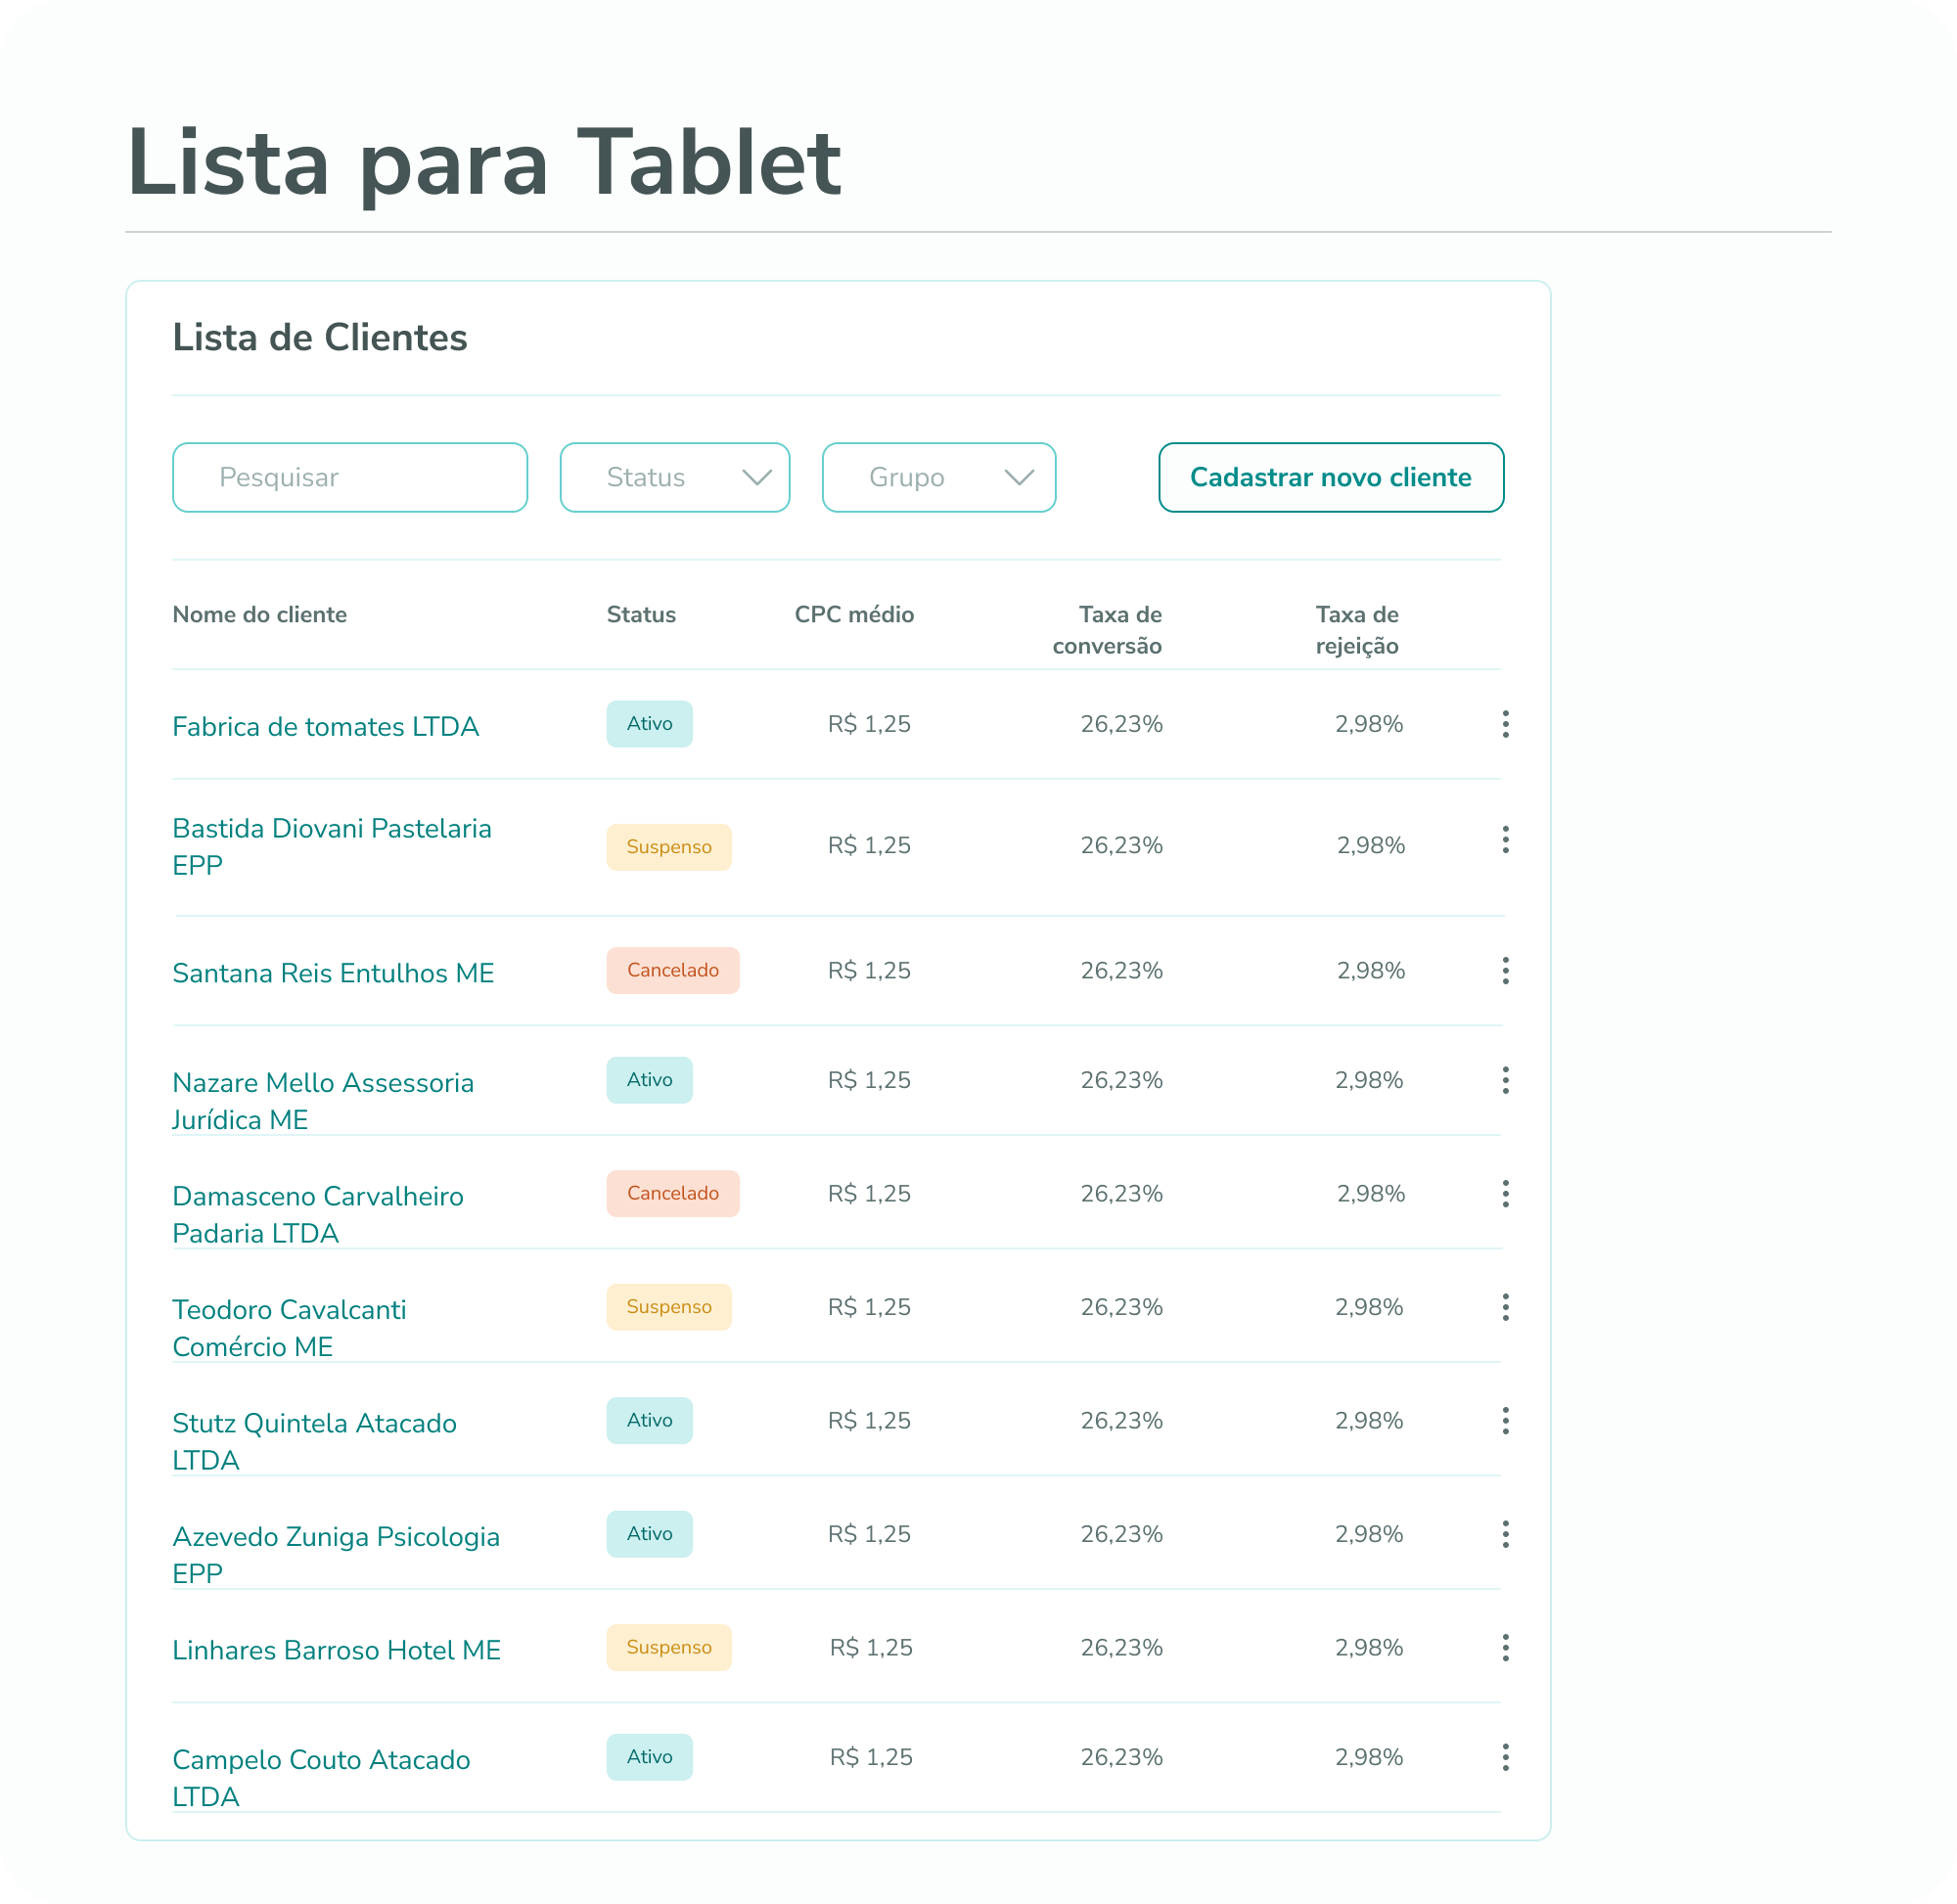 Lista para Tablet
Lista de Clientes
Pesquisar Status Grupo Cadastrar novo cliente
Nome do cliente Status CPC médio Taxa de conversão Taxa de rejeição
Fabrica de tomates LTDA Ativo R$ 1,25 26,23% 2,98%
Bastida Diovani Pastelaria
EPP Suspenso R$ 1,25 26,23% 2,98%
Santana Reis Entulhos ME Cancelado R$ 1,25 26,23% 2,98%
Nazare Mello Assessoria
Jurídica ME Ativo R$ 1,25 26,23% 2,98%
Damasceno Carvalheiro
Padaria LTDA Cancelado R$ 1,25 26,23% 2,98%
Teodoro Cavalcanti
Comércio ME Suspenso R$ 1,25 26,23% 2,98%
Stutz Quintela Atacado
LTDA Ativo R$ 1,25 26,23% 2,98%
Azevedo Zuniga Psicologia
EPP Ativo R$ 1,25 26,23% 2,98%
Linhares Barroso Hotel ME Suspenso R$ 1,25 26,23% 2,98%
Campelo Couto Atacado
LTDA Ativo R$ 1,25 26,23% 2,98%